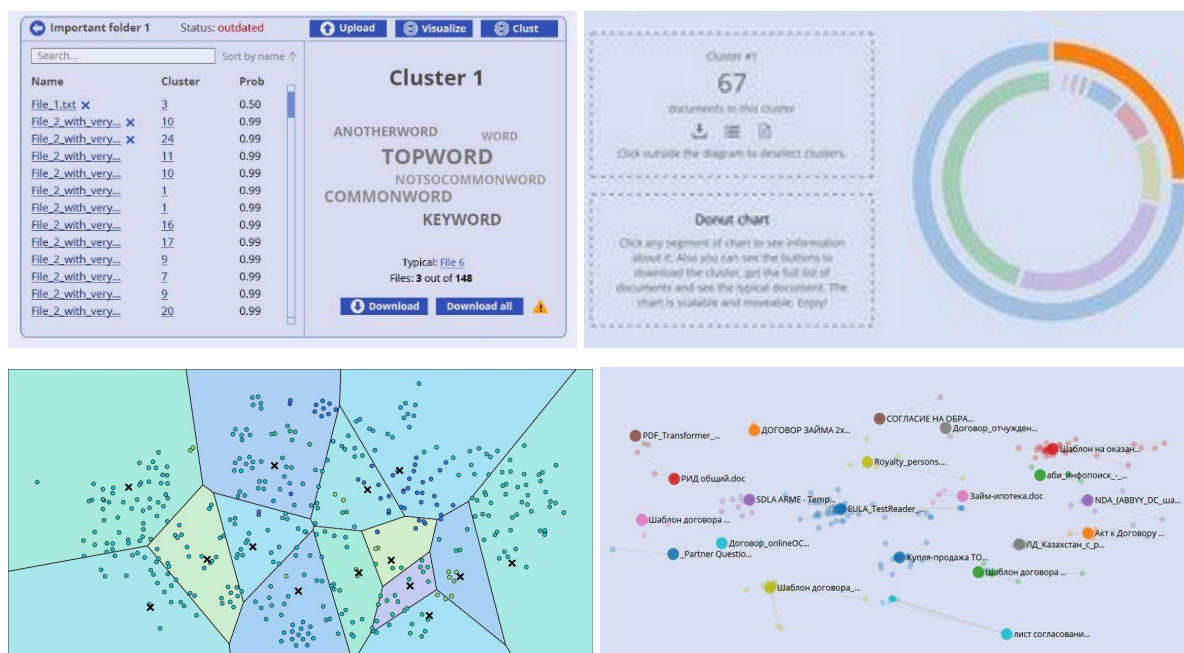 Important folder 1 Status: outdated Upload Visualize Clust
Search... Sort by name ↑
Name Cluster Prob
File_1.txt × 3 0.50
File_2_with_very... × 10 0.99
File_2_with_very... × 24 0.99
File_2_with_very... 11 0.99
File_2_with_very... 10 0.99
File_2_with_very... 1 0.99
File_2_with_very... 1 0.99
File_2_with_very... 16 0.99
File_2_with_very... 17 0.99
File_2_with_very... 9 0.99
File_2_with_very... 7 0.99
File_2_with_very... 9 0.99
File_2_with_very... 20 0.99
Cluster 1
ANOTHERWORD WORD
TOPWORD
NOTSOCOMMONWORD
COMMONWORD
KEYWORD
Typical: File 6
Files: 3 out of 148
Download Download all
Cluster #1
67
documents in this cluster
Click outside the diagram to deselect clusters.
Donut chart
Click any segment of chart to see information
about it. Also you can see the buttons to
download the cluster, get the full list of
documents and see the typical document. The
chart is scalable and moveable. Enjoy!
СОГЛАСИЕ НА ОБРА...
PDF_Transformer_...
ДОГОВОР ЗАЙМА 2х...
Договор_отчужден...
Шаблон на оказан...
Royalty_persons....
РИД общий.doc
аби_инфопоиск_-_...
SDLA ARME - Temp...
Займ-ипотека.doc
NDA_(ABBYY_DC_ша...
EULA_TestReader_...
Шаблон договора ...
Акт к Договору ...
Договор_onlineОС...
ЛД_Казахстан_с_р...
_Partner Questio...
Купля-продажа ТО...
Шаблон договора ...
Шаблон договора_...
лист согласовани...